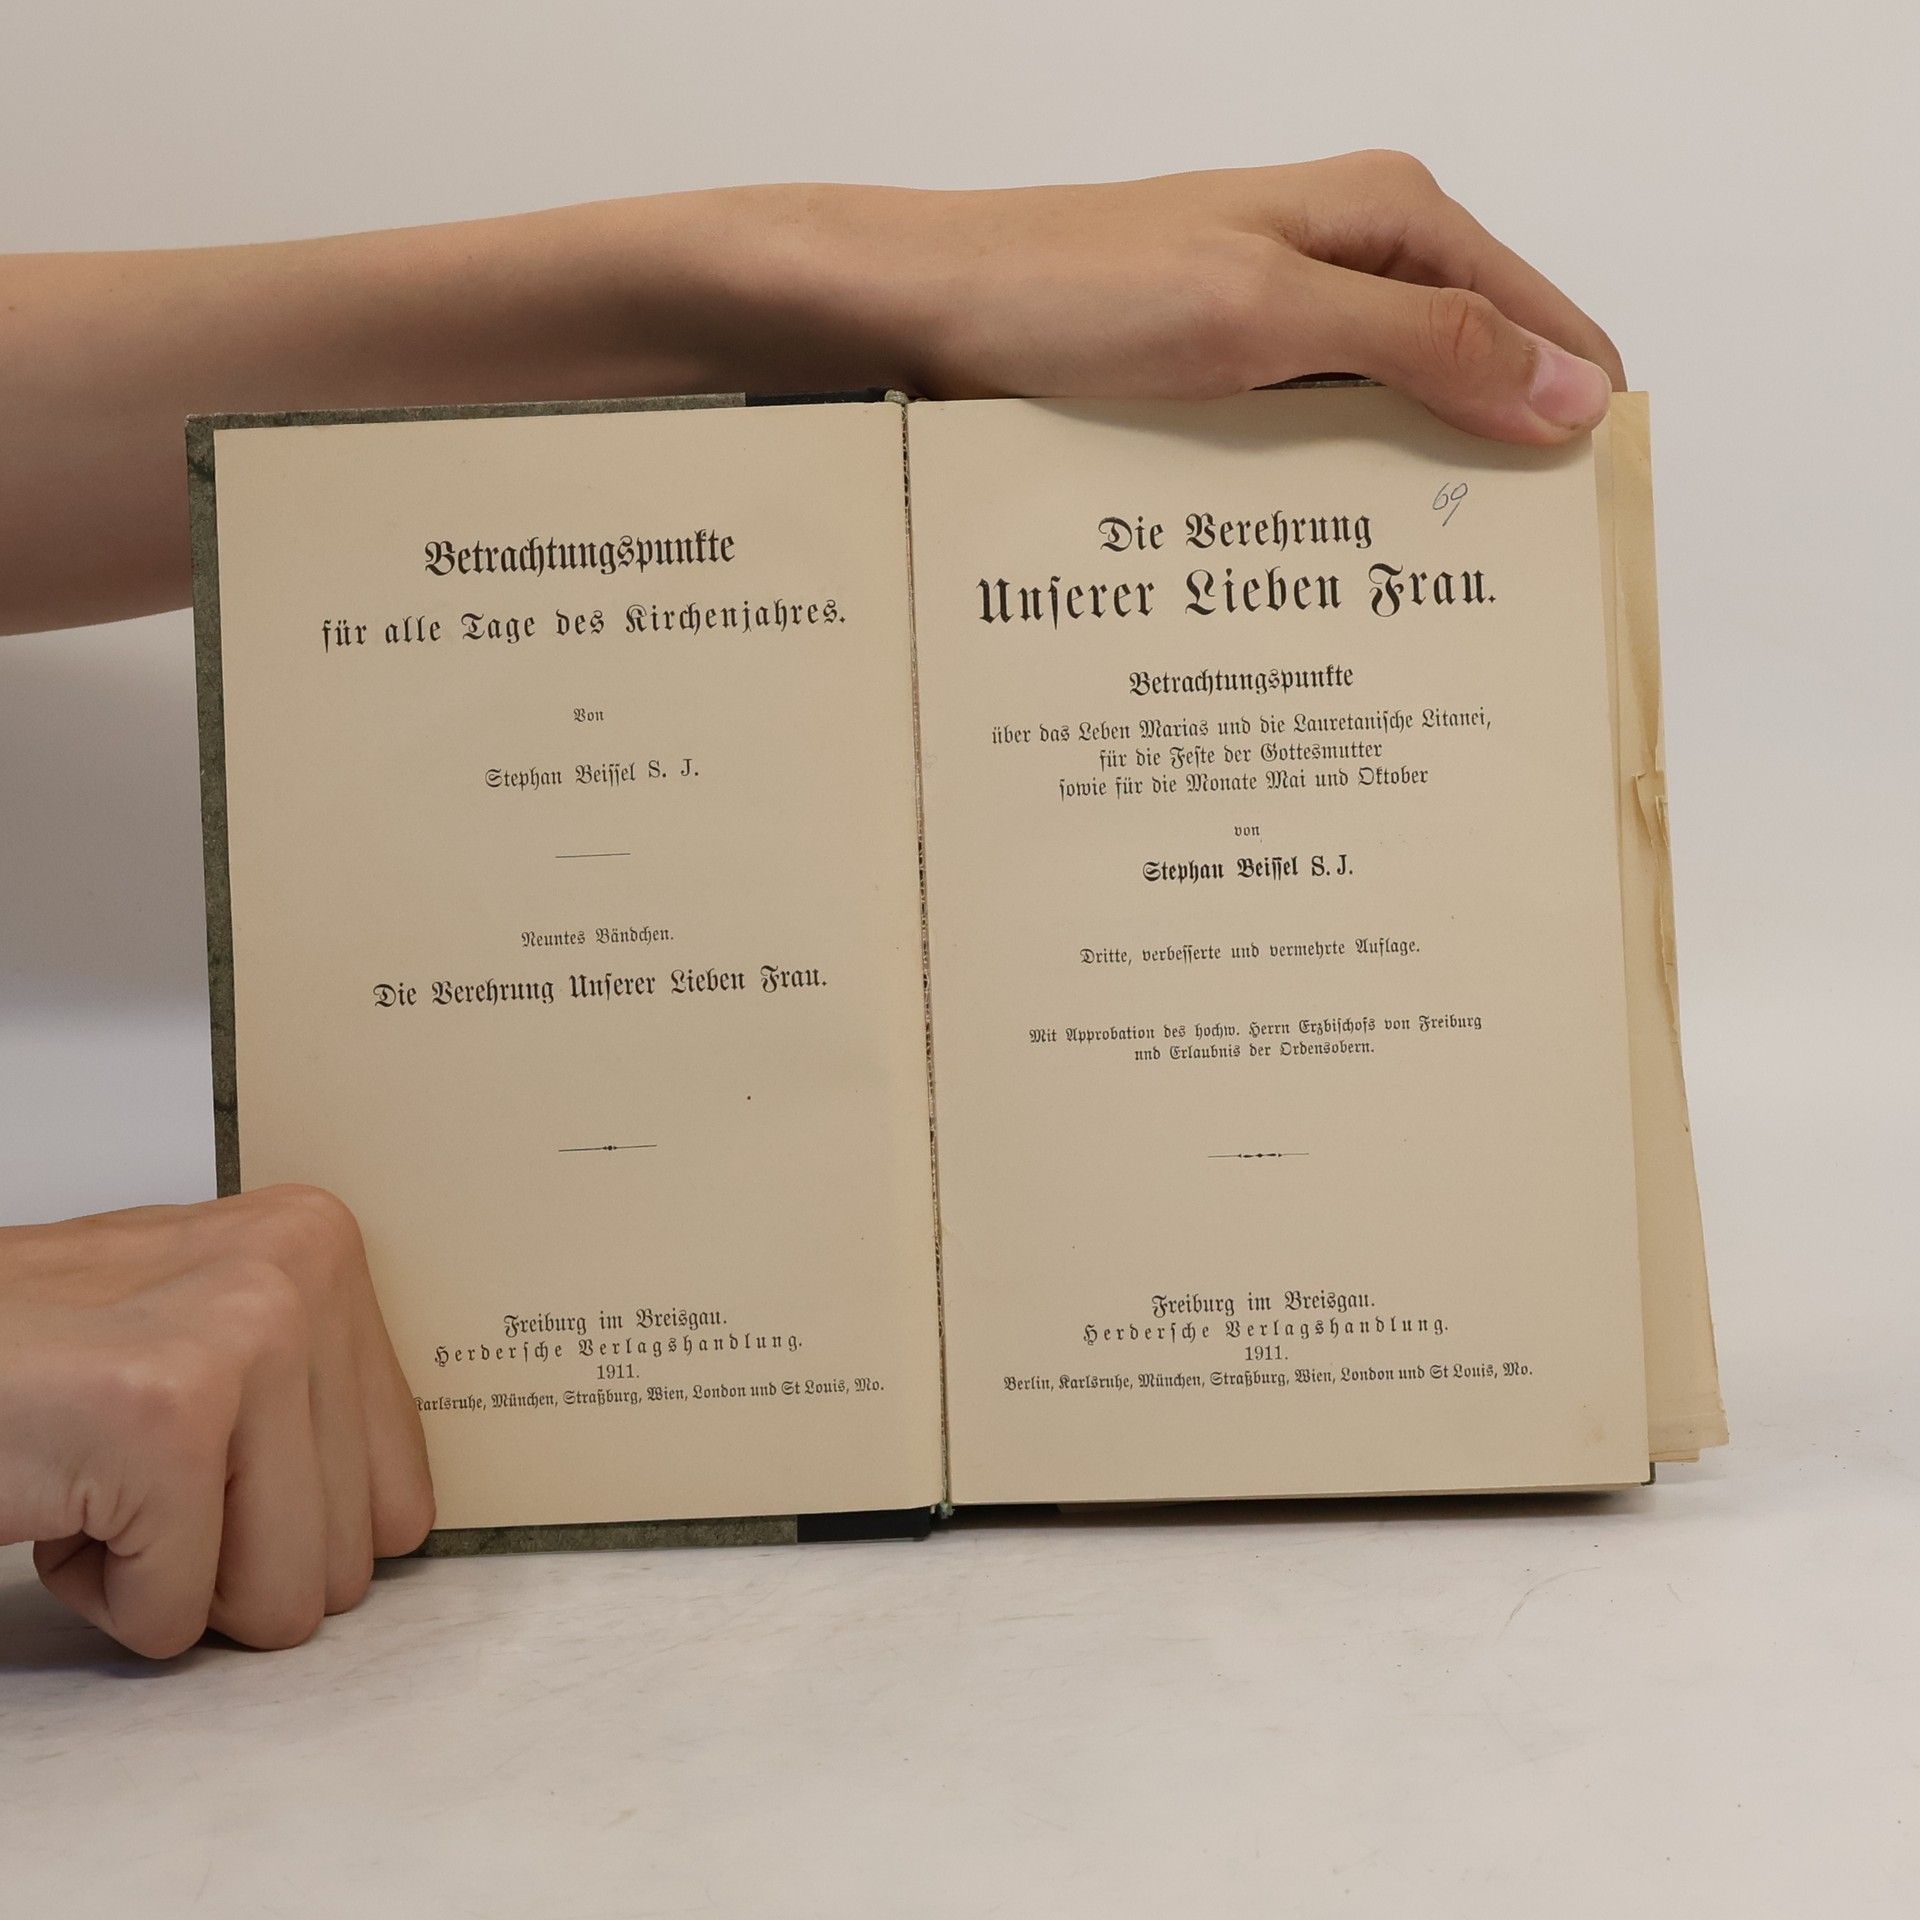 Betrachtungspunkte
für alle Tage des Kirchenjahres.
Von
Stephan Beissel S. J.
Neuntes Bändchen.
Die Verehrung Unserer Lieben Frau.
Freiburg im Breisgau.
Herdersche Verlagshandlung.
1911.
Karlsruhe, München, Straßburg, Wien, London und St Louis, Mo.
69
Die Verehrung
Unserer Lieben Frau.
Betrachtungspunkte
über das Leben Marias und die Lauretanische Litanei,
für die Feste der Gottesmutter
sowie für die Monate Mai und Oktober
von
Stephan Beissel S. J.
Dritte, verbesserte und vermehrte Auflage.
Mit Approbation des hochw. Herrn Erzbischofs von Freiburg
und Erlaubnis der Ordensobern.
Freiburg im Breisgau.
Herdersche Verlagshandlung.
1911.
Berlin, Karlsruhe, München, Straßburg, Wien, London und St Louis, Mo.